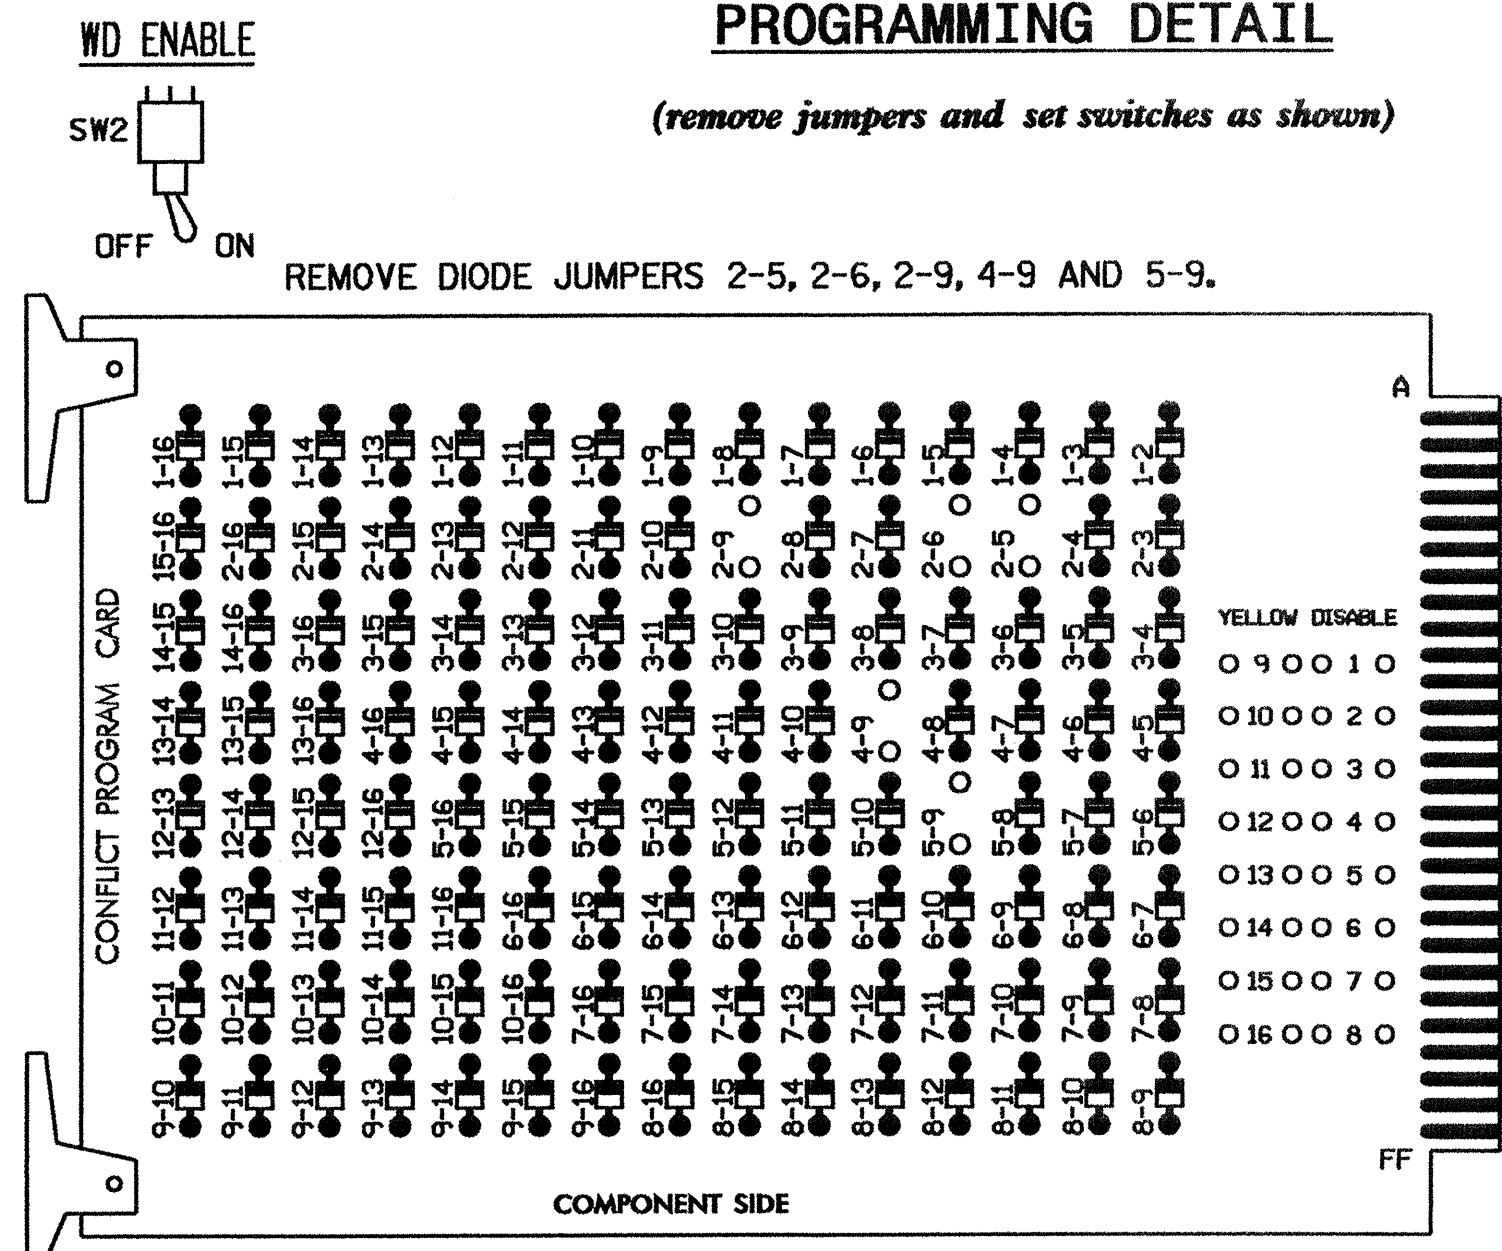 PROGRAMMING DETAIL
WD ENABLE
(remove jumpers and set switches as shown)
SW2
OFF ON
REMOVE DIODE JUMPERS 2-5, 2-6, 2-9, 4-9 AND 5-9.
A
1-16 1-15 1-14 1-13 1-12 1-11 1-10 1-9 1-8 1-7 1-6 1-5 1-4 1-3 1-2
15-16 2-16 2-15 2-14 2-13 2-12 2-11 2-10 2-9 2-8 2-7 2-6 2-5 2-4 2-3
14-15 14-16 3-16 3-15 3-14 3-13 3-12 3-11 3-10 3-9 3-8 3-7 3-6 3-5 3-4
13-14 13-15 13-16 4-16 4-15 4-14 4-13 4-12 4-11 4-10 4-9 4-8 4-7 4-6 4-5
12-13 12-14 12-15 12-16 5-16 5-15 5-14 5-13 5-12 5-11 5-10 5-9 5-8 5-7 5-6
11-12 11-13 11-14 11-15 11-16 6-16 6-15 6-14 6-13 6-12 6-11 6-10 6-9 6-8 6-7
10-11 10-12 10-13 10-14 10-15 10-16 7-16 7-15 7-14 7-13 7-12 7-11 7-10 7-9 7-8
9-10 9-11 9-12 9-13 9-14 9-15 9-16 8-16 8-15 8-14 8-13 8-12 8-11 8-10 8-9
CONFLICT PROGRAM CARD
YELLOW DISABLE
9 1
10 2
11 3
12 4
13 5
14 6
15 7
16 8
FF
COMPONENT SIDE